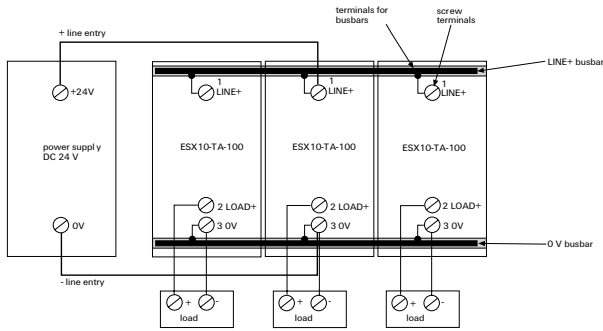 terminals for
busbars
screw
terminals
+ line entry
LINE+ busbar
+24V
1
LINE+
1
LINE+
1
LINE+
power supply
DC 24 V
ESX10-TA-100
ESX10-TA-100
ESX10-TA-100
2 LOAD+
2 LOAD+
2 LOAD+
0V
3 0V
3 0V
3 0V
0 V busbar
- line entry
+ -
load
+ -
load
+ -
load